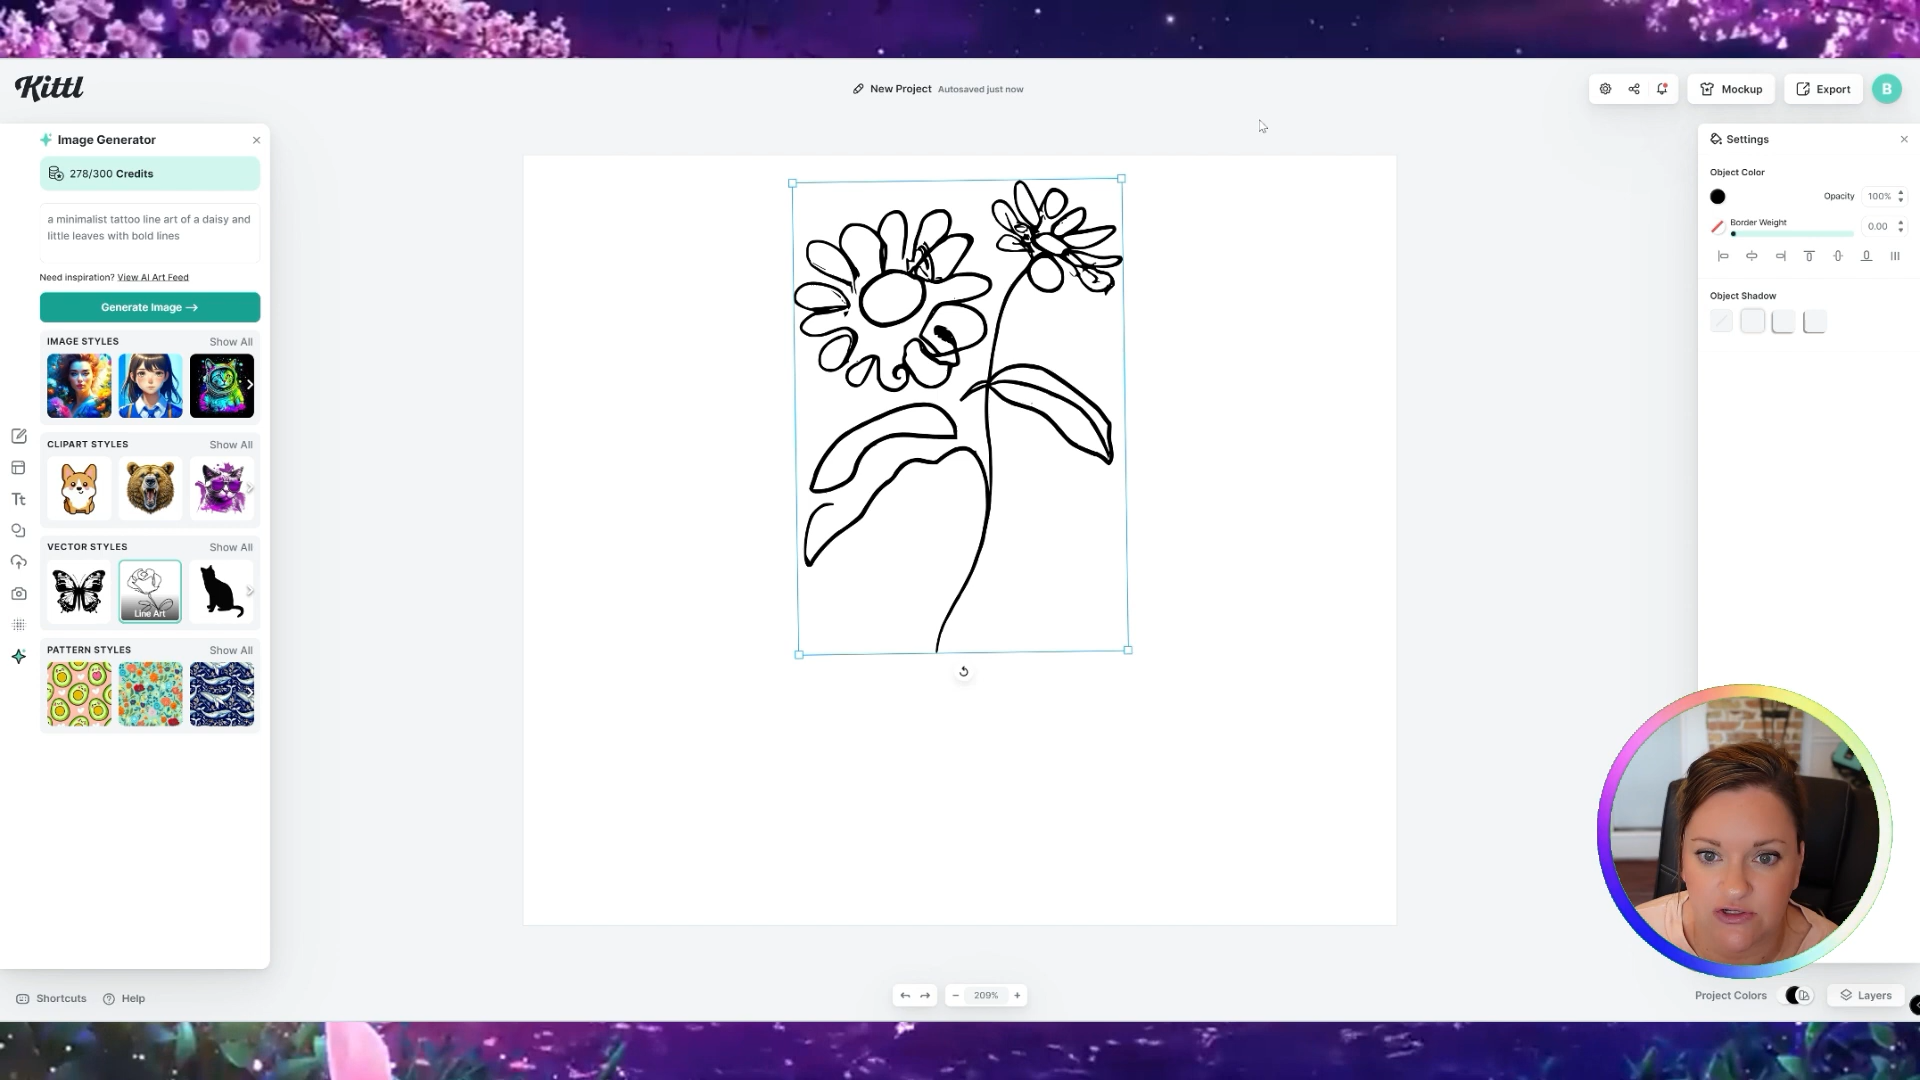 Kittl
New Project Autosaved just now
Mockup
Export
B
Image Generator
278/300 Credits
a minimalist tattoo line art of a daisy and
little leaves with bold lines
Need inspiration? View AI Art Feed
Generate Image →
IMAGE STYLES Show All
CLIPART STYLES Show All
Tt
VECTOR STYLES Show All
Line Art
PATTERN STYLES Show All
Settings
Object Color
Opacity 100%
Border Weight 0.00
Object Shadow
Shortcuts Help
209%
Project Colors Layers